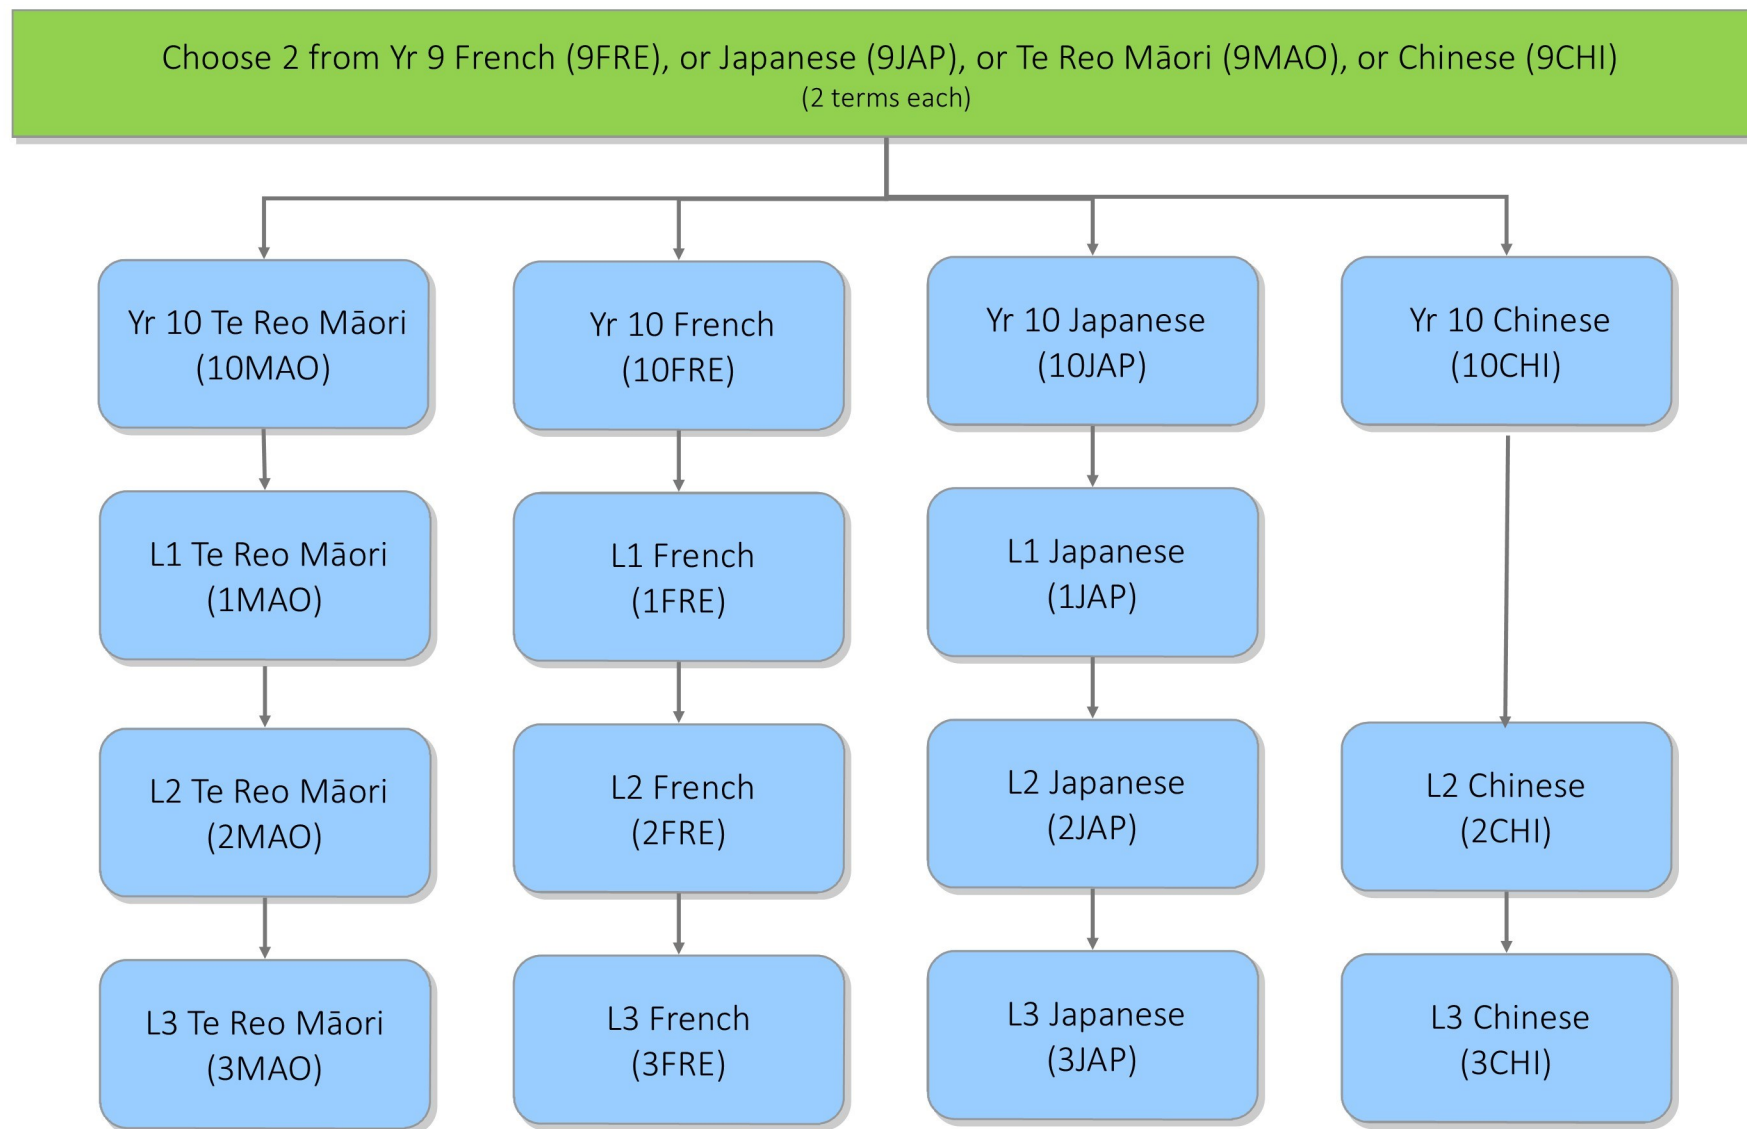 Choose 2 from Yr 9 French (9FRE), or Japanese (9JAP), or Te Reo Māori (9MAO), or Chinese (9CHI)
(2 terms each)
Yr 10 Te Reo Māori
(10MAO)
Yr 10 French
(10FRE)
Yr 10 Japanese
(10JAP)
Yr 10 Chinese
(10CHI)
L1 Te Reo Māori
(1MAO)
L1 French
(1FRE)
L1 Japanese
(1JAP)
L2 Te Reo Māori
(2MAO)
L2 French
(2FRE)
L2 Japanese
(2JAP)
L2 Chinese
(2CHI)
L3 Te Reo Māori
(3MAO)
L3 French
(3FRE)
L3 Japanese
(3JAP)
L3 Chinese
(3CHI)